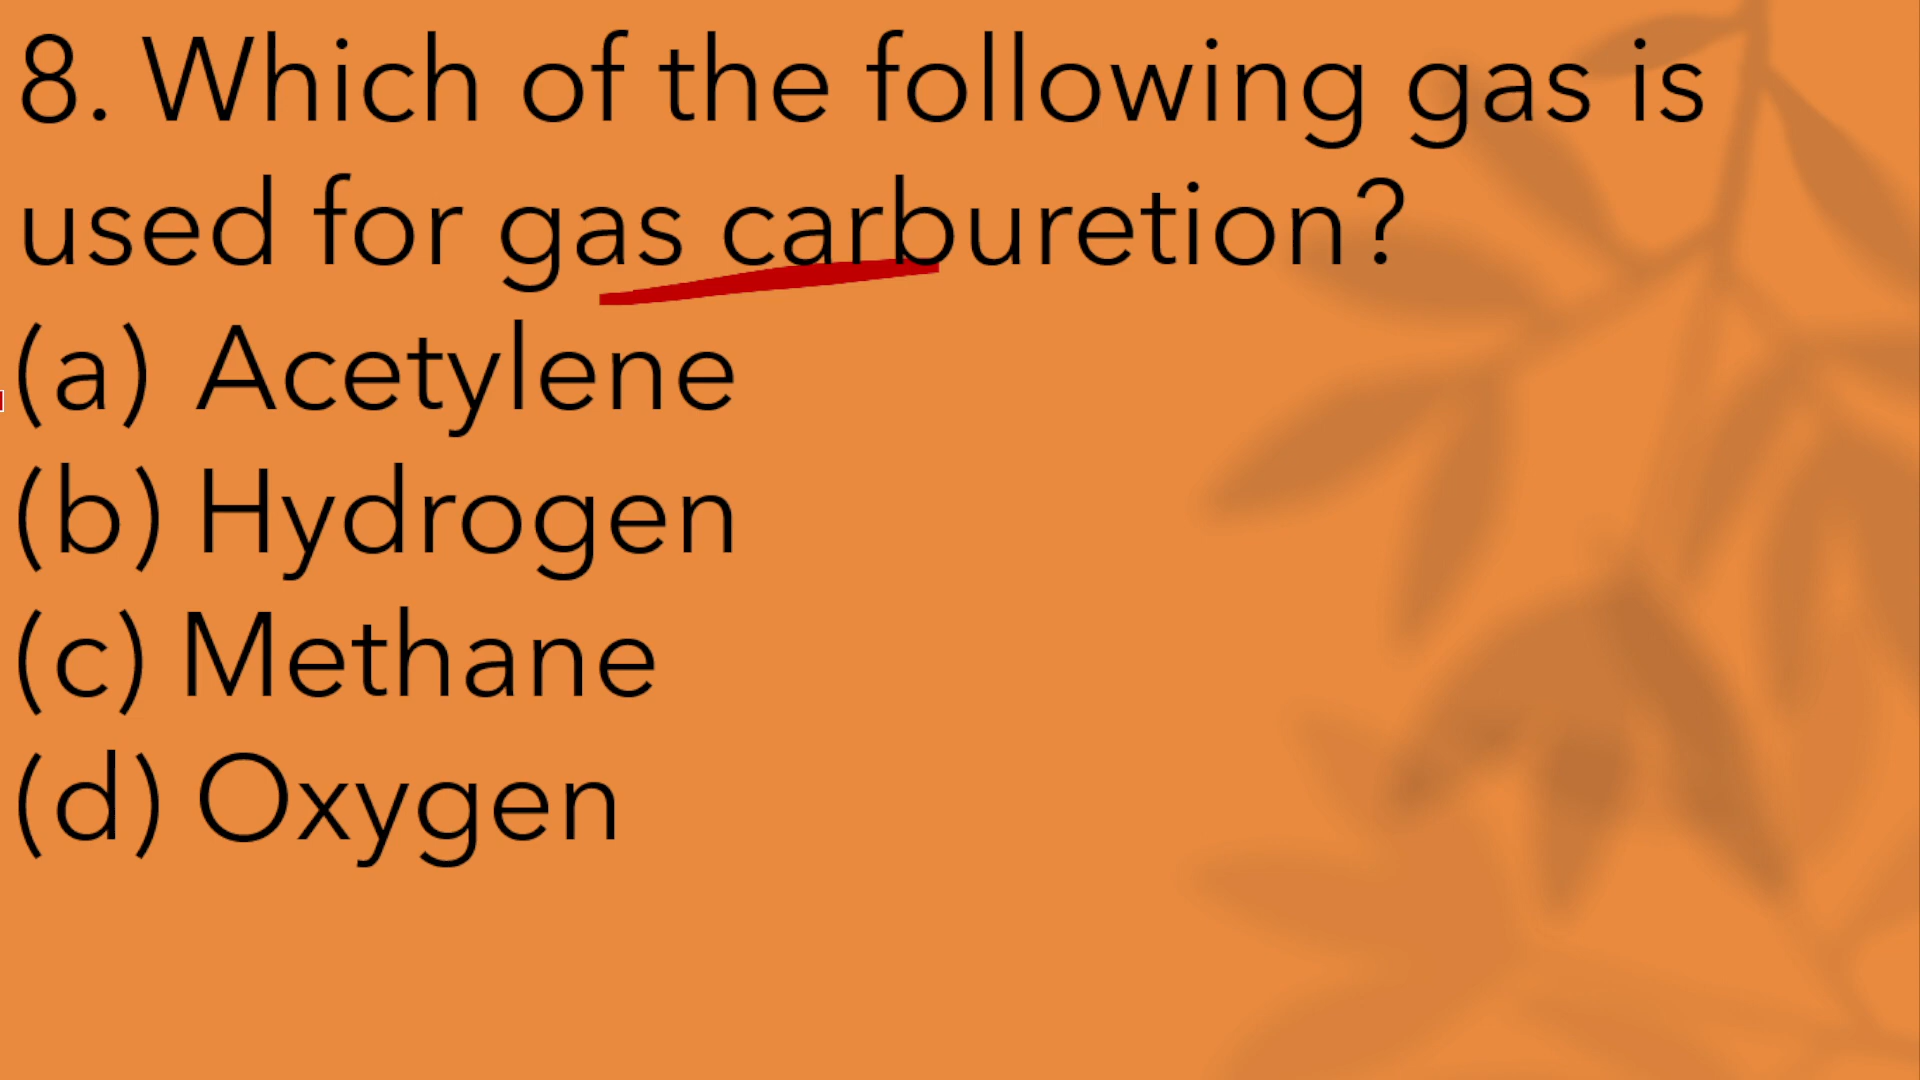 8. Which of the following gas is
used for gas carburetion?
(a) Acetylene
(b) Hydrogen
(c) Methane
(d) Oxygen